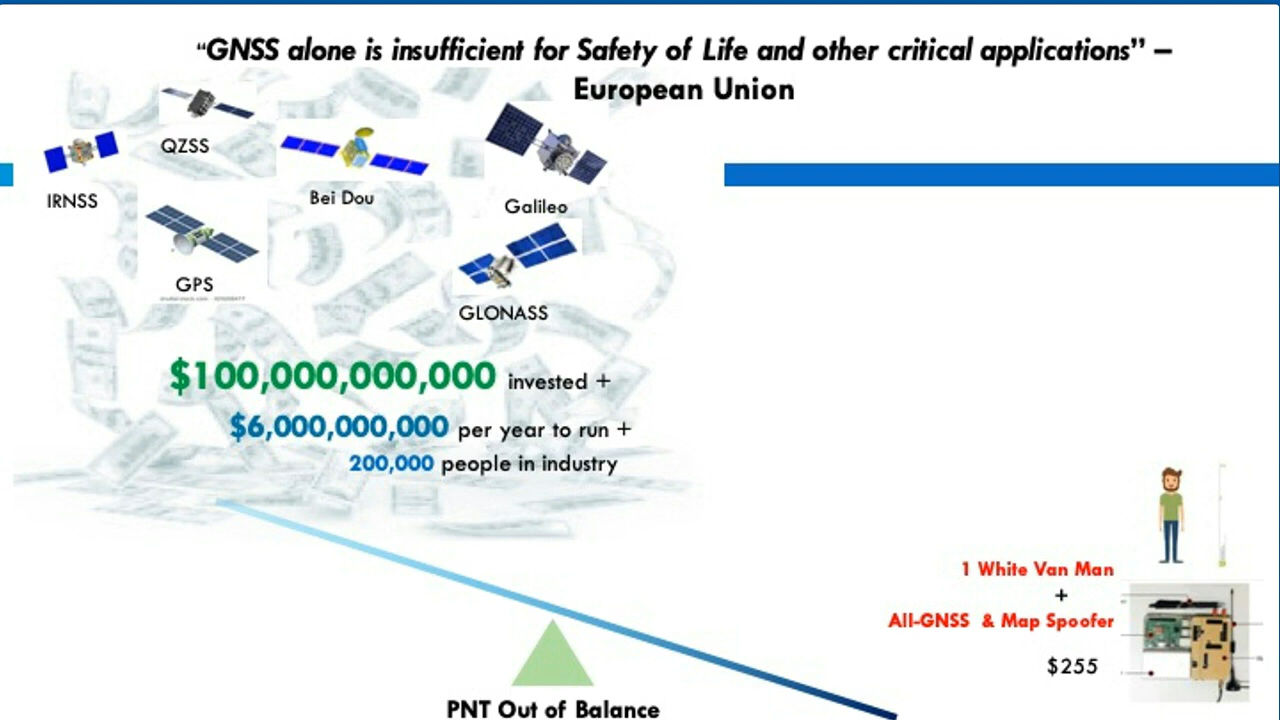 “GNSS alone is insufficient for Safety of Life and other critical applications” –
European Union
QZSS
IRNSS
Bei Dou
Galileo
GPS
GLONASS
$100,000,000,000 invested +
$6,000,000,000 per year to run +
200,000 people in industry
1 White Van Man
+
All-GNSS & Map Spoofer
$255
PNT Out of Balance